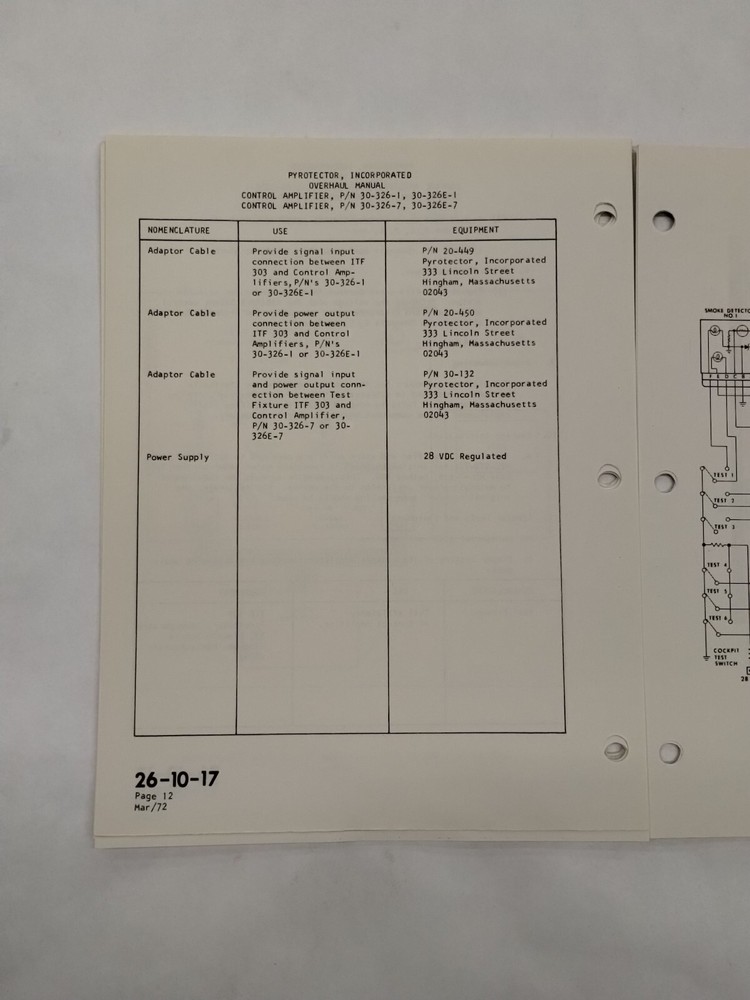 PYROTECTOR, INCORPORATED
OVERHAUL MANUAL
CONTROL AMPLIFIER, P/N 30-326-1, 30-326E-1
CONTROL AMPLIFIER, P/N 30-326-7, 30-326E-7
NOMENCLATURE USE EQUIPMENT
Adaptor Cable
Provide signal input
connection between ITF
303 and Control Amp-
lifiers, P/N's 30-326-1
or 30-326E-1
P/N 20-449
Pyrotector, Incorporated
333 Lincoln Street
Hingham, Massachusetts
02043
Adaptor Cable
Provide power output
connection between
ITF 303 and Control
Amplifiers, P/N's
30-326-1 or 30-326E-1
P/N 20-450
Pyrotector, Incorporated
333 Lincoln Street
Hingham, Massachusetts
02043
Adaptor Cable
Provide signal input
and power output conn-
ection between Test
Fixture ITF 303 and
Control Amplifier,
P/N 30-326-7 or 30-
326E-7
P/N 30-132
Pyrotector, Incorporated
333 Lincoln Street
Hingham, Massachusetts
02043
Power Supply
28 VDC Regulated
26-10-17
Page 12
Mar/72
SMOKE DETECTO
NO. 1
TEST 1
TEST 2
TEST 3
TEST 4
TEST 5
TEST 6
COCKPIT
TEST
SWITCH
28